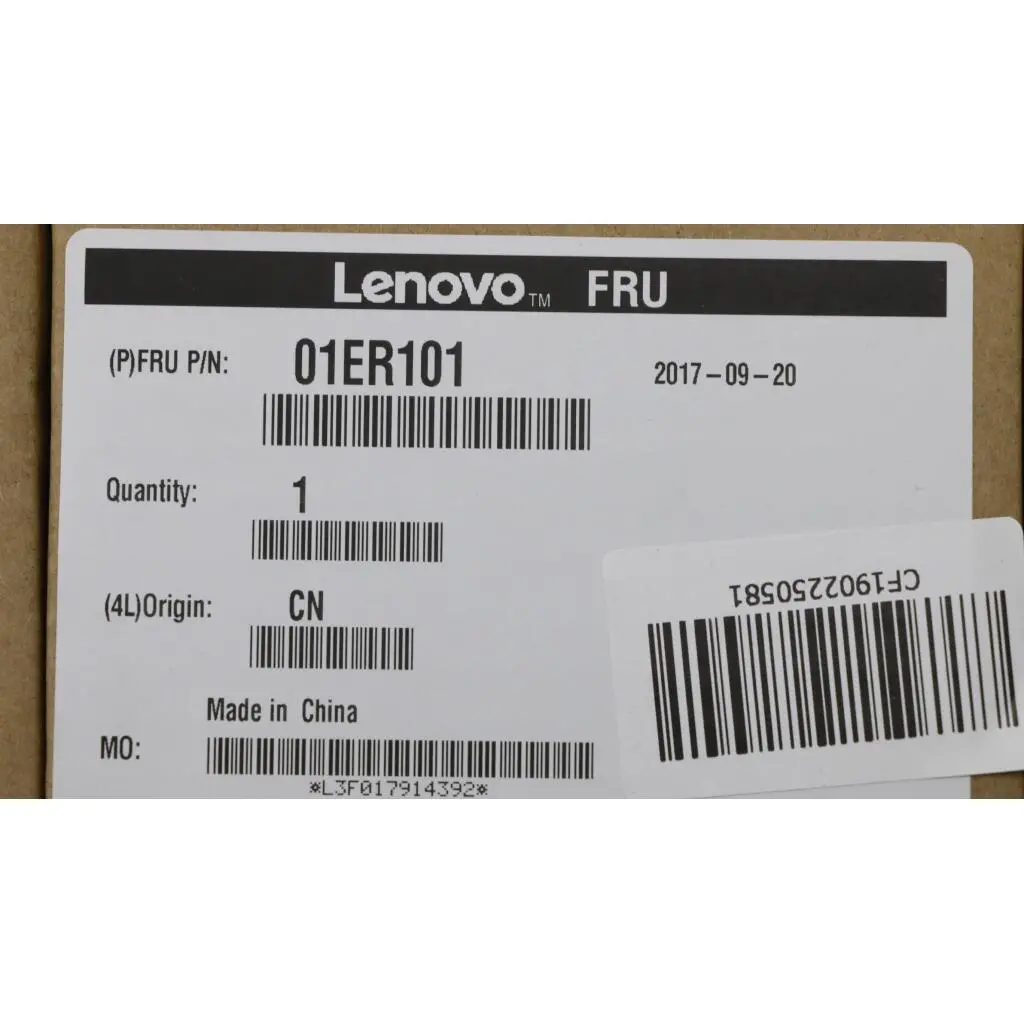 Lenovo™ FRU
(P)FRU P/N: 01ER101 2017-09-20
Quantity: 1
(4L)Origin: CN
Made in China
MO:
*L3F017914392*
CF1902250581